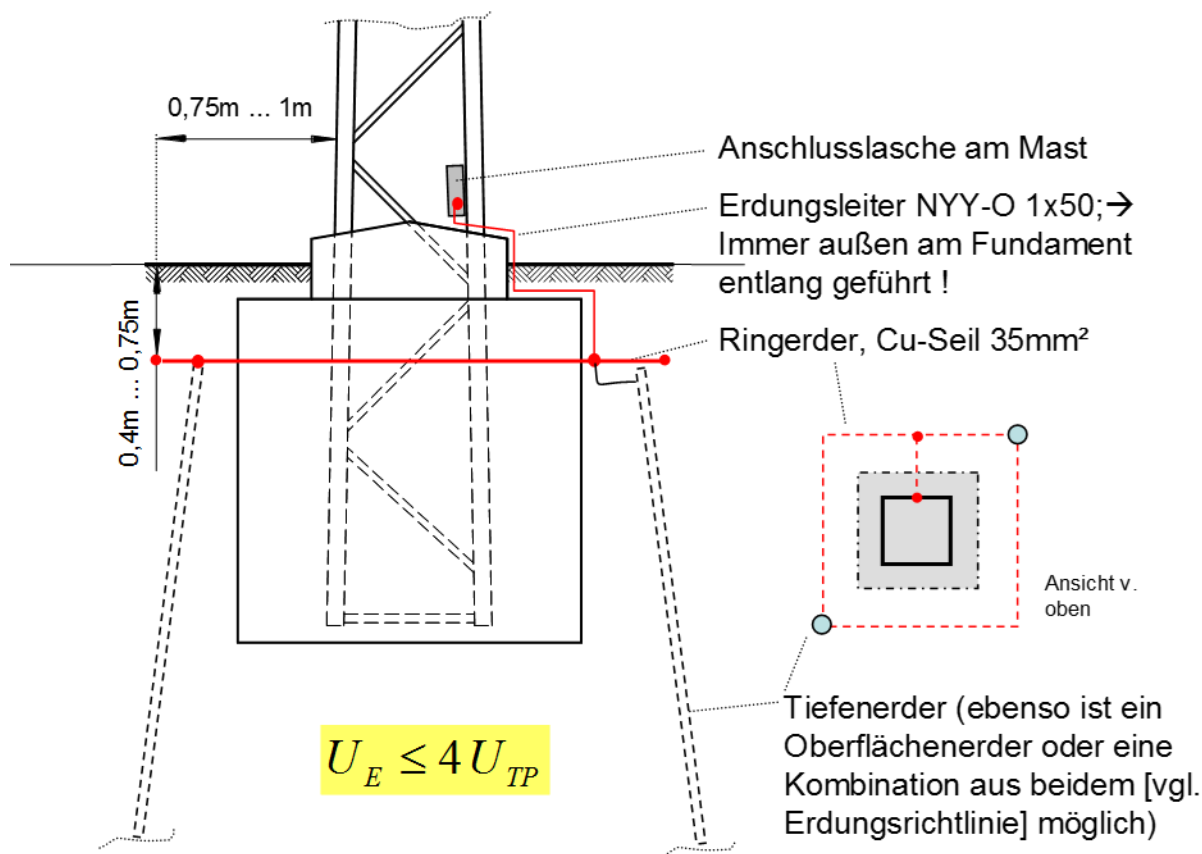 0,75m ... 1m
Anschlusslasche am Mast
Erdungsleiter NYY-O 1x50;→
Immer außen am Fundament
entlang geführt !
0,4m ... 0,75m
Ringerder, Cu-Seil 35mm²
Ansicht v.
oben
Tiefenerder (ebenso ist ein
Oberflächenerder oder eine
Kombination aus beidem [vgl.
Erdungsrichtlinie] möglich)
U_E ≤ 4 U_TP